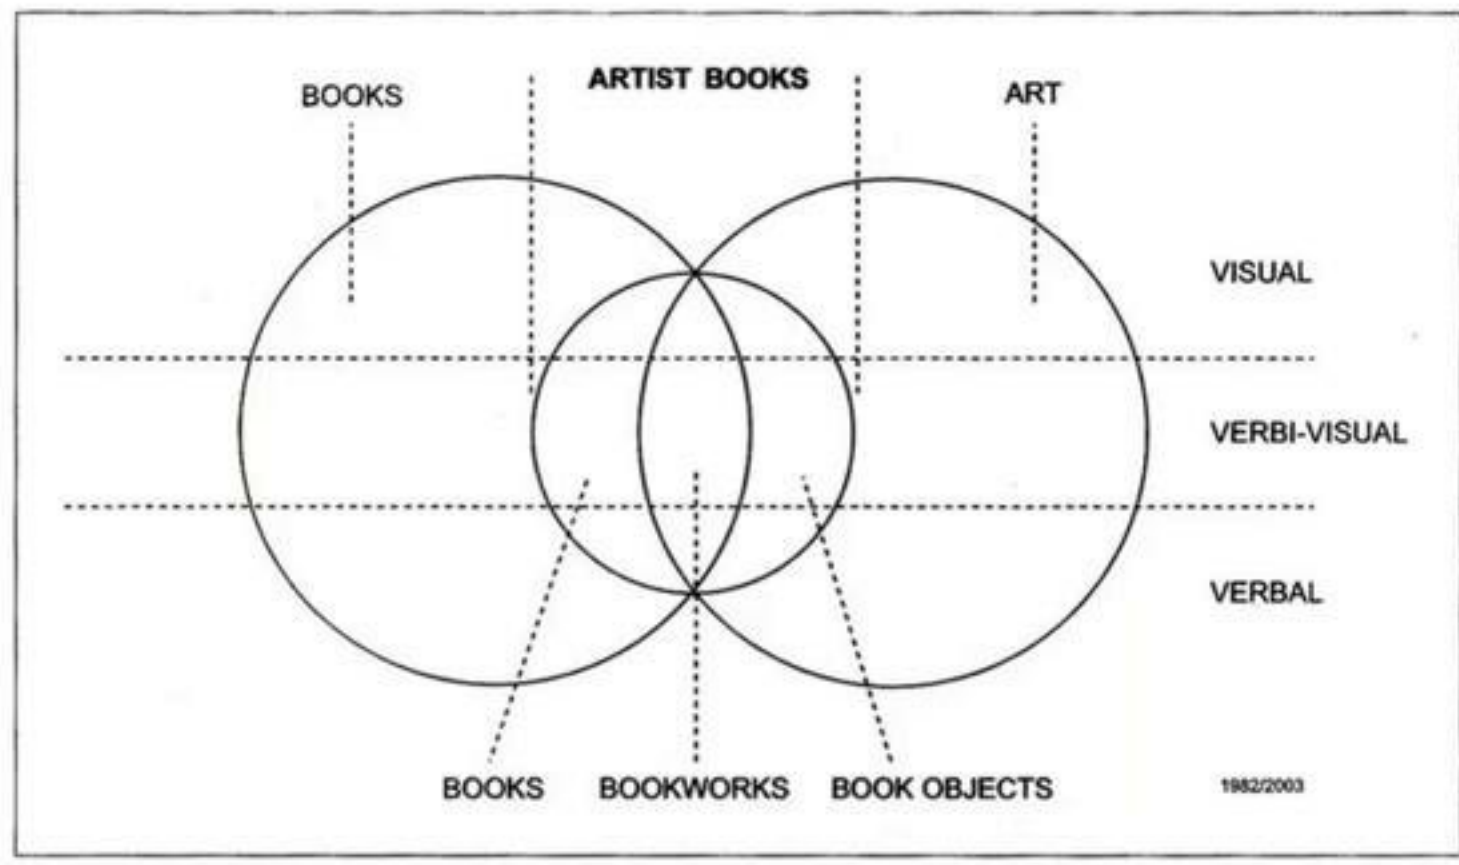 BOOKS
ARTIST BOOKS
ART
VISUAL
VERBI-VISUAL
VERBAL
BOOKS
BOOKWORKS
BOOK OBJECTS
1982/2003